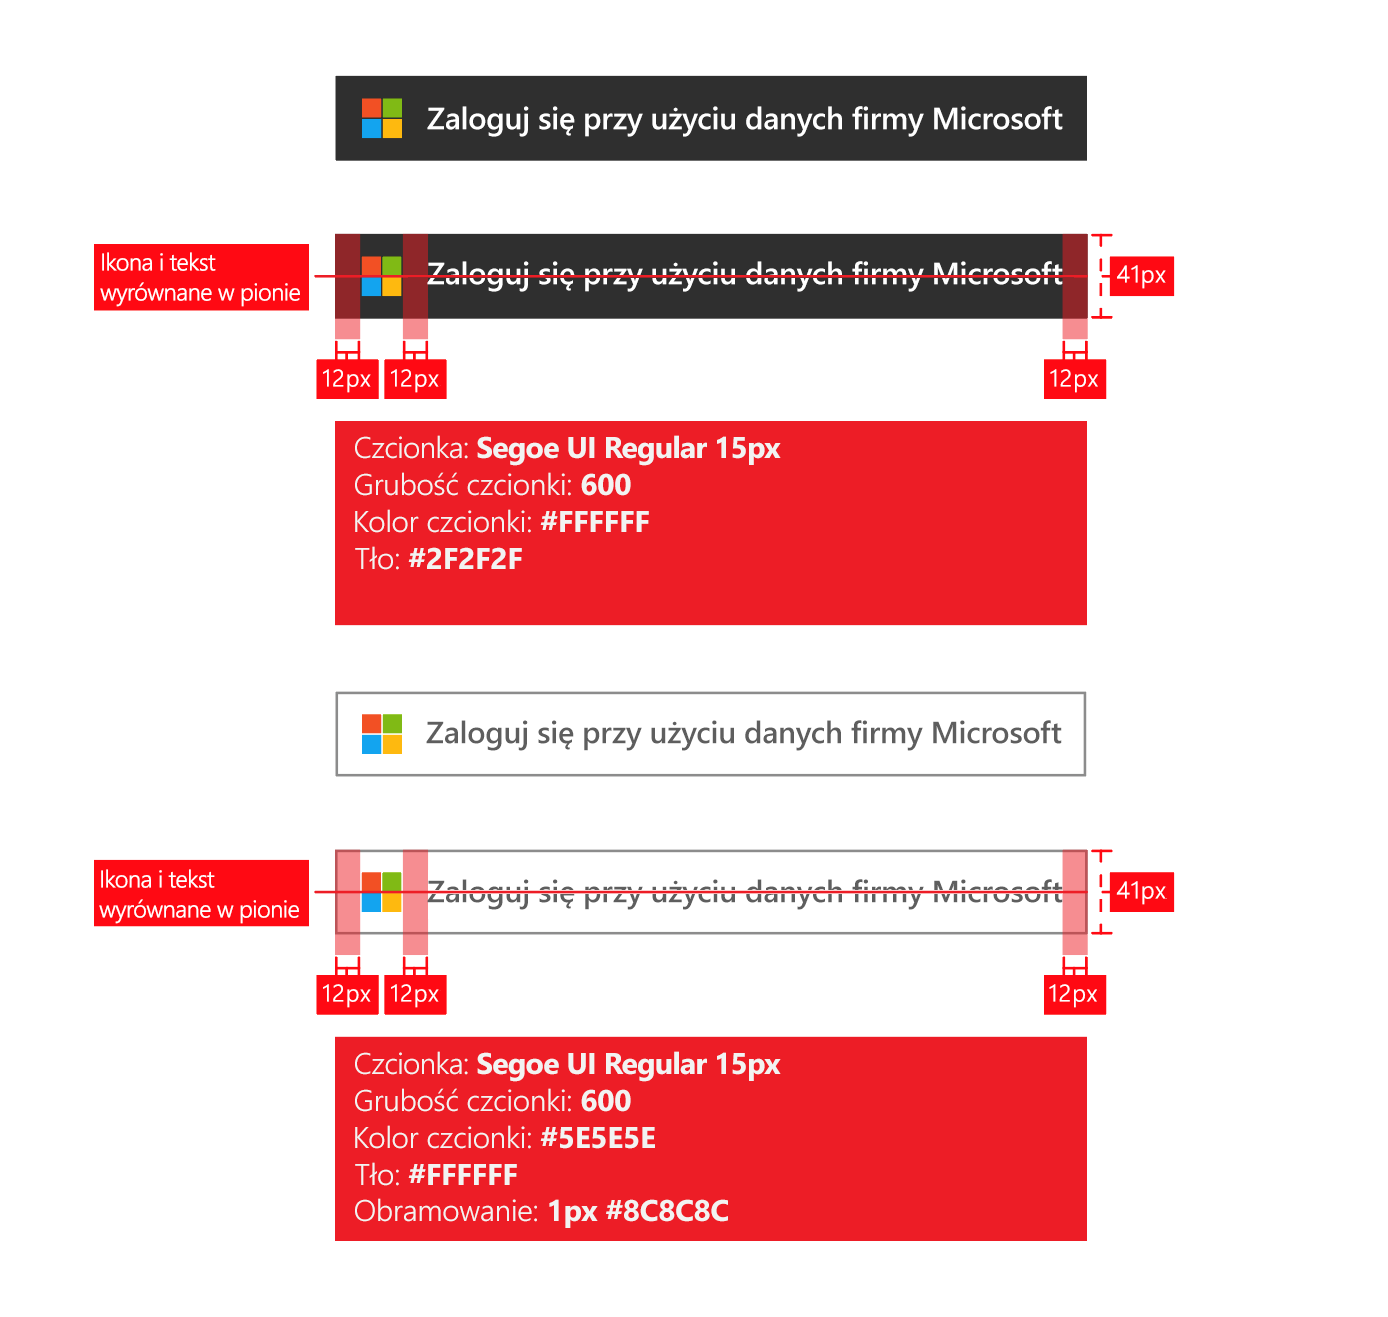 Zaloguj się przy użyciu danych firmy Microsoft
Ikona i tekst
wyrównane w pionie
Zaloguj się przy użyciu danych firmy Microsoft
41px
12px
12px
12px
Czcionka: Segoe UI Regular 15px
Grubość czcionki: 600
Kolor czcionki: #FFFFFF
Tło: #2F2F2F
Zaloguj się przy użyciu danych firmy Microsoft
Ikona i tekst
wyrównane w pionie
Zaloguj się przy użyciu danych firmy Microsoft
41px
12px
12px
12px
Czcionka: Segoe UI Regular 15px
Grubość czcionki: 600
Kolor czcionki: #5E5E5E
Tło: #FFFFFF
Obramowanie: 1px #8C8C8C